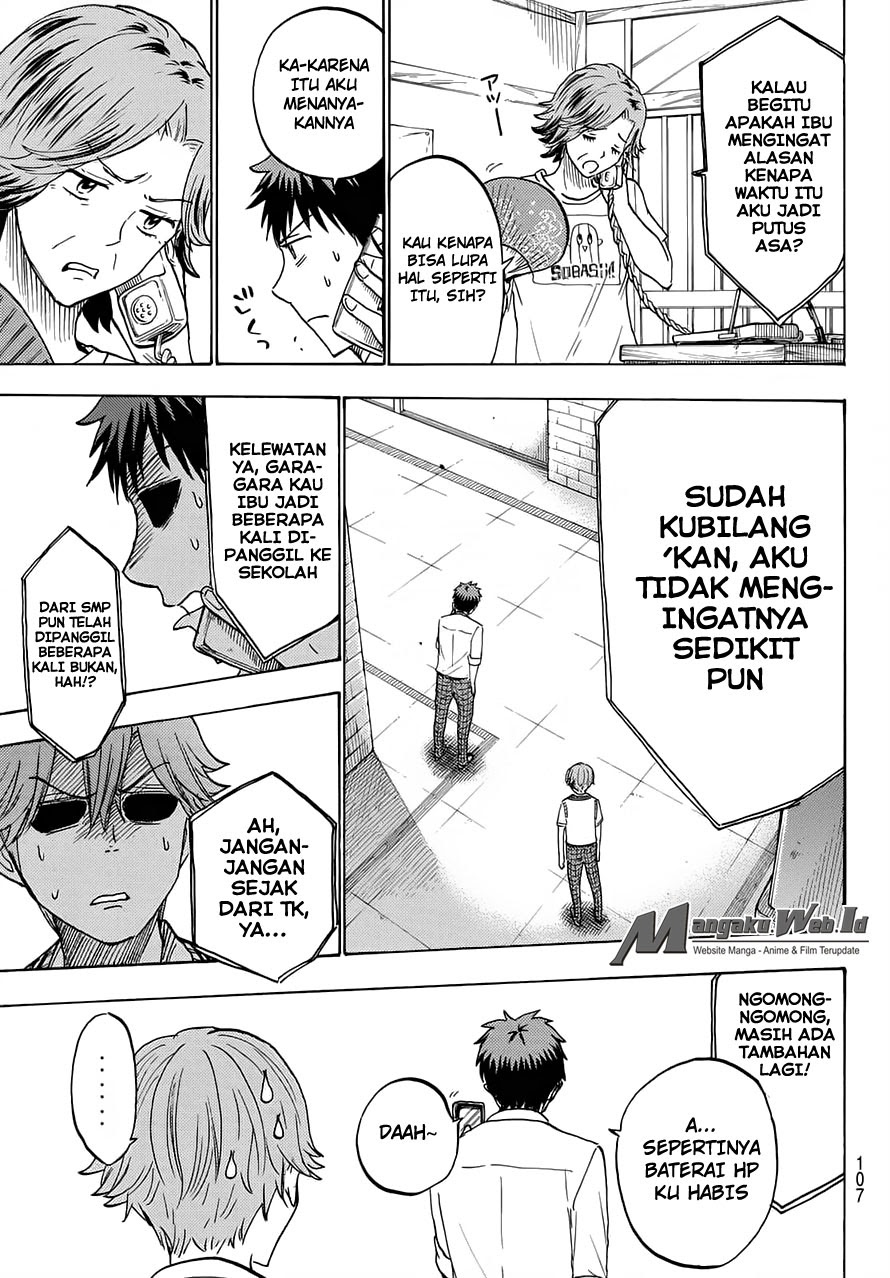 KALAU
BEGITU
APAKAH IBU
MENGINGAT
ALASAN
KENAPA
WAKTU ITU
AKU JADI
PUTUS
ASA?
アツー
SOBASH!
KAU KENAPA
BISA LUPA
HAL SEPERTI
ITU, SIH?
KA-KARENA
ITU AKU
MENANYA-
KANNYA
SUDAH
KUBILANG
'KAN, AKU
TIDAK MENG-
INGATNYA
SEDIKIT
PUN
KELEWATAN
YA, GARA-
GARA KAU
IBU JADI
BEBERAPA
KALI DI-
PANGGIL KE
SEKOLAH
DARI SMP
PUN TELAH
DIPANGGIL
BEBERAPA
KALI BUKAN,
HAH!?
AH,
JANGAN-
JANGAN
SEJAK
DARI TK,
YA...
Mangaku.Web.Id
Website Manga - Anime & Film Terupdate
NGOMONG-
NGOMONG,
MASIH ADA
TAMBAHAN
LAGI!
A...
SEPERTINYA
BATERAI HP
KU HABIS
DAAH~
......
107